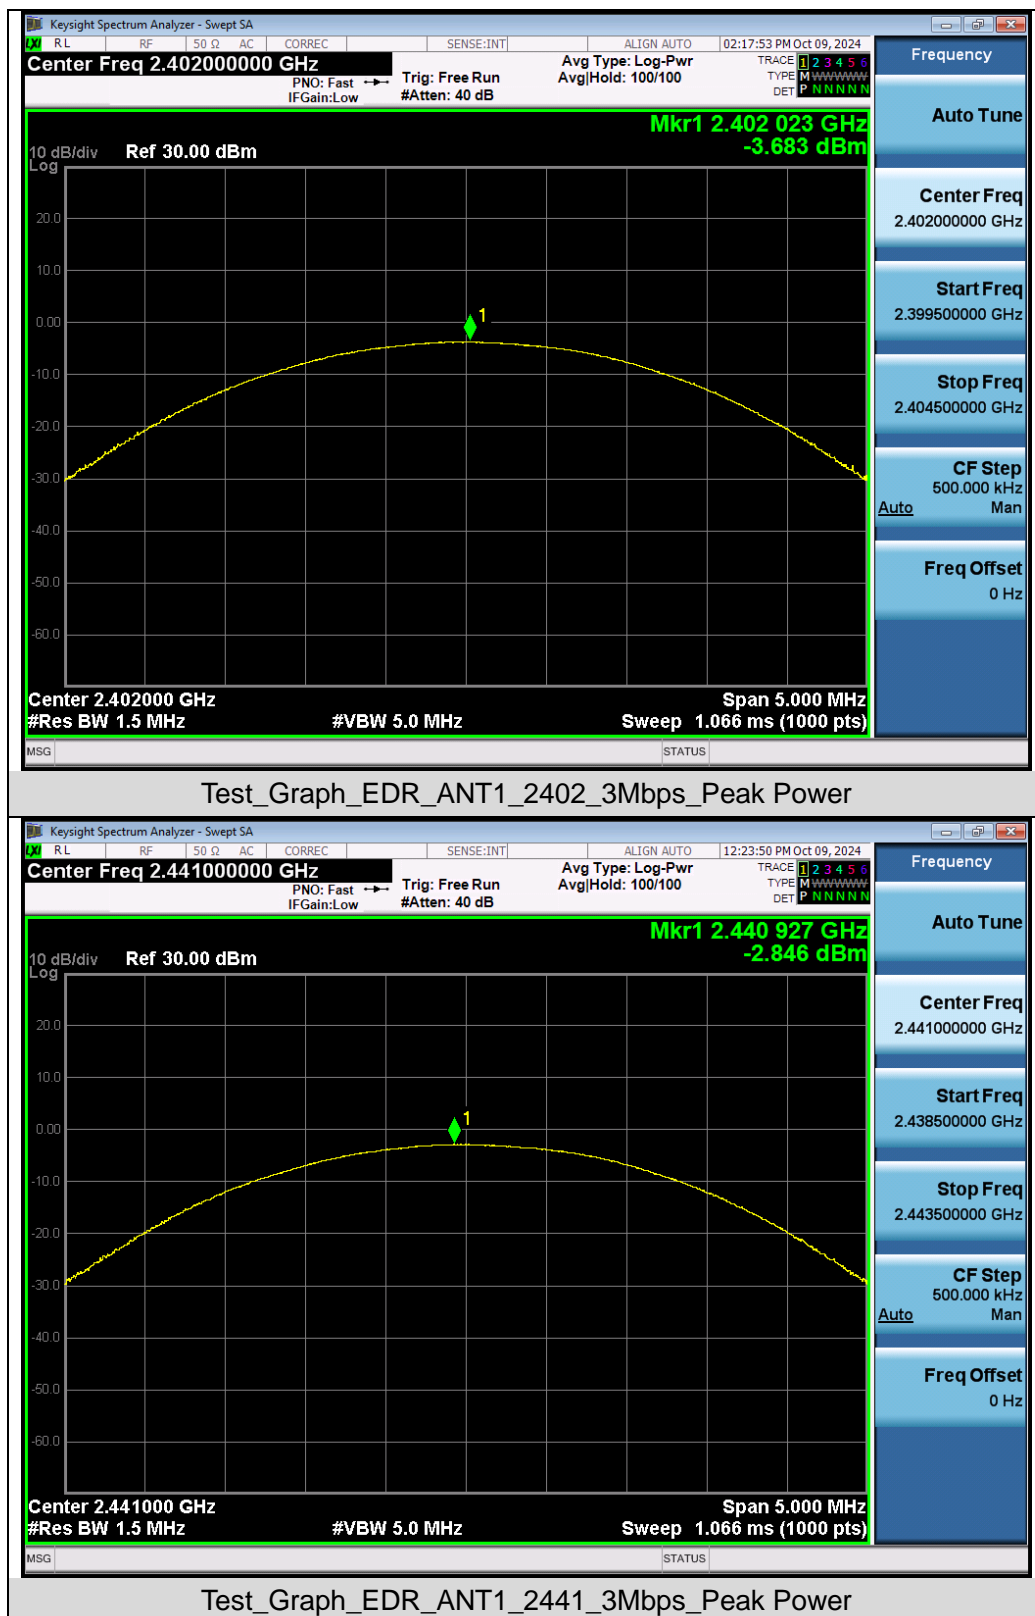 Keysight Spectrum Analyzer - Swept SA
LXI RL RF 50 Ω AC CORREC SENSE:INT ALIGN AUTO 02:17:53 PM Oct 09, 2024
Center Freq 2.402000000 GHz
PNO: Fast
IFGain:Low
Trig: Free Run
#Atten: 40 dB
Avg Type: Log-Pwr
Avg|Hold: 100/100
TRACE 1 2 3 4 5 6
TYPE M WWWWW
DET P N N N N N
Mkr1 2.402 023 GHz
-3.683 dBm
10 dB/div Ref 30.00 dBm
Log
20.0
10.0
0.00
-10.0
-20.0
-30.0
-40.0
-50.0
-60.0
1
Center 2.402000 GHz Span 5.000 MHz
#Res BW 1.5 MHz #VBW 5.0 MHz Sweep 1.066 ms (1000 pts)
MSG STATUS
Frequency
Auto Tune
Center Freq
2.402000000 GHz
Start Freq
2.399500000 GHz
Stop Freq
2.404500000 GHz
CF Step
500.000 kHz
Auto Man
Freq Offset
0 Hz
Test_Graph_EDR_ANT1_2402_3Mbps_Peak Power
Keysight Spectrum Analyzer - Swept SA
LXI RL RF 50 Ω AC CORREC SENSE:INT ALIGN AUTO 12:23:50 PM Oct 09, 2024
Center Freq 2.441000000 GHz
PNO: Fast
IFGain:Low
Trig: Free Run
#Atten: 40 dB
Avg Type: Log-Pwr
Avg|Hold: 100/100
TRACE 1 2 3 4 5 6
TYPE M WWWWW
DET P N N N N N
Mkr1 2.440 927 GHz
-2.846 dBm
10 dB/div Ref 30.00 dBm
Log
20.0
10.0
0.00
-10.0
-20.0
-30.0
-40.0
-50.0
-60.0
1
Center 2.441000 GHz Span 5.000 MHz
#Res BW 1.5 MHz #VBW 5.0 MHz Sweep 1.066 ms (1000 pts)
MSG STATUS
Frequency
Auto Tune
Center Freq
2.441000000 GHz
Start Freq
2.438500000 GHz
Stop Freq
2.443500000 GHz
CF Step
500.000 kHz
Auto Man
Freq Offset
0 Hz
Test_Graph_EDR_ANT1_2441_3Mbps_Peak Power